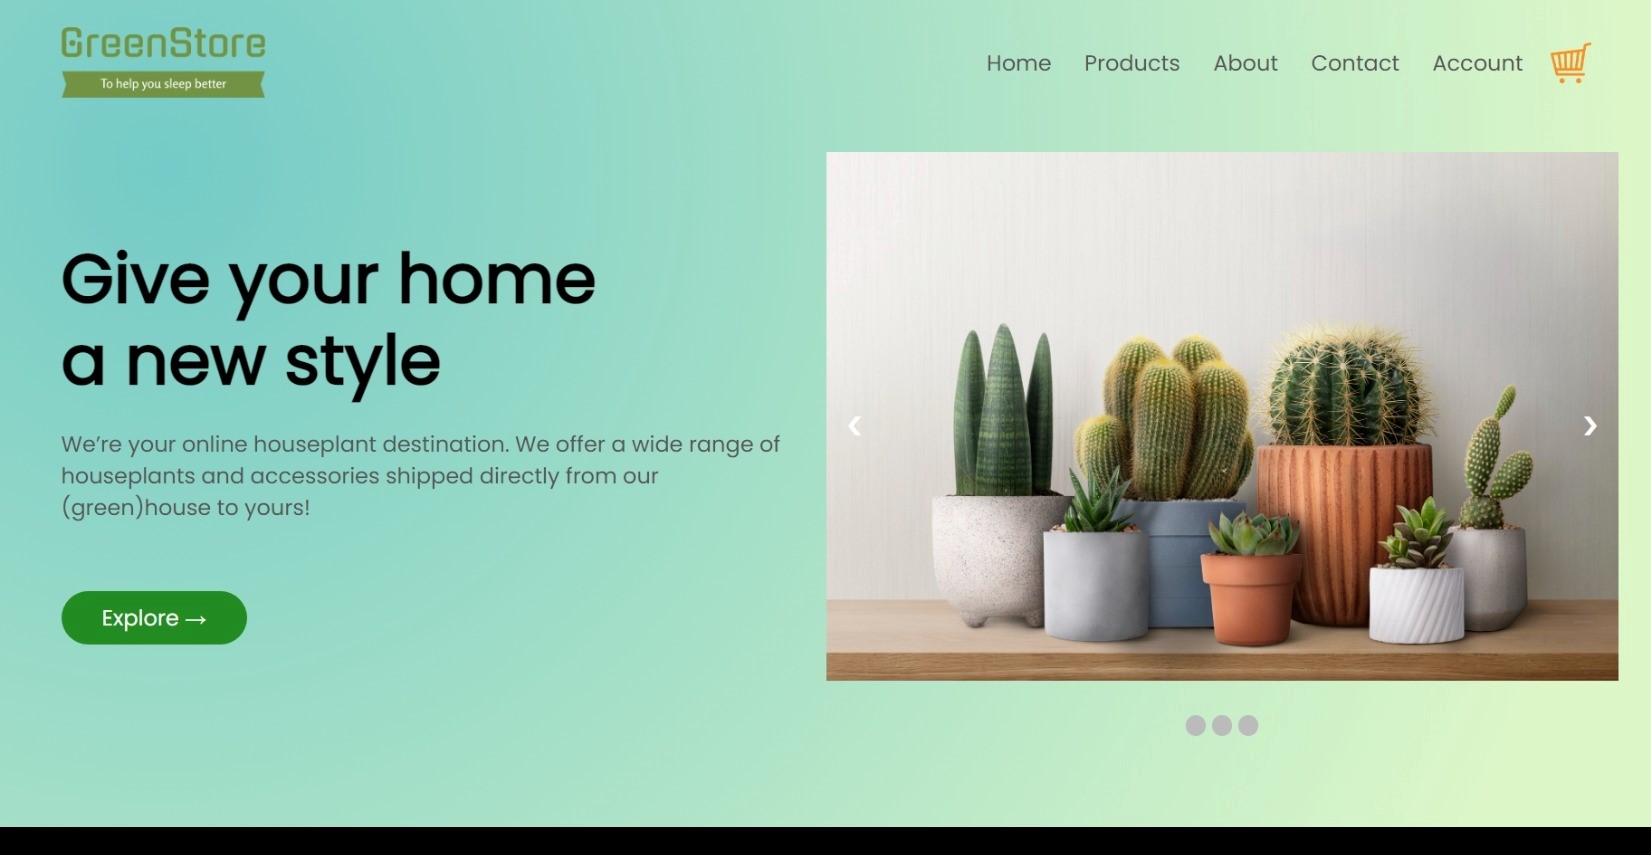 GreenStore
To help you sleep better
Home Products About Contact Account
Give your home
a new style
We’re your online houseplant destination. We offer a wide range of
houseplants and accessories shipped directly from our
(green)house to yours!
Explore →